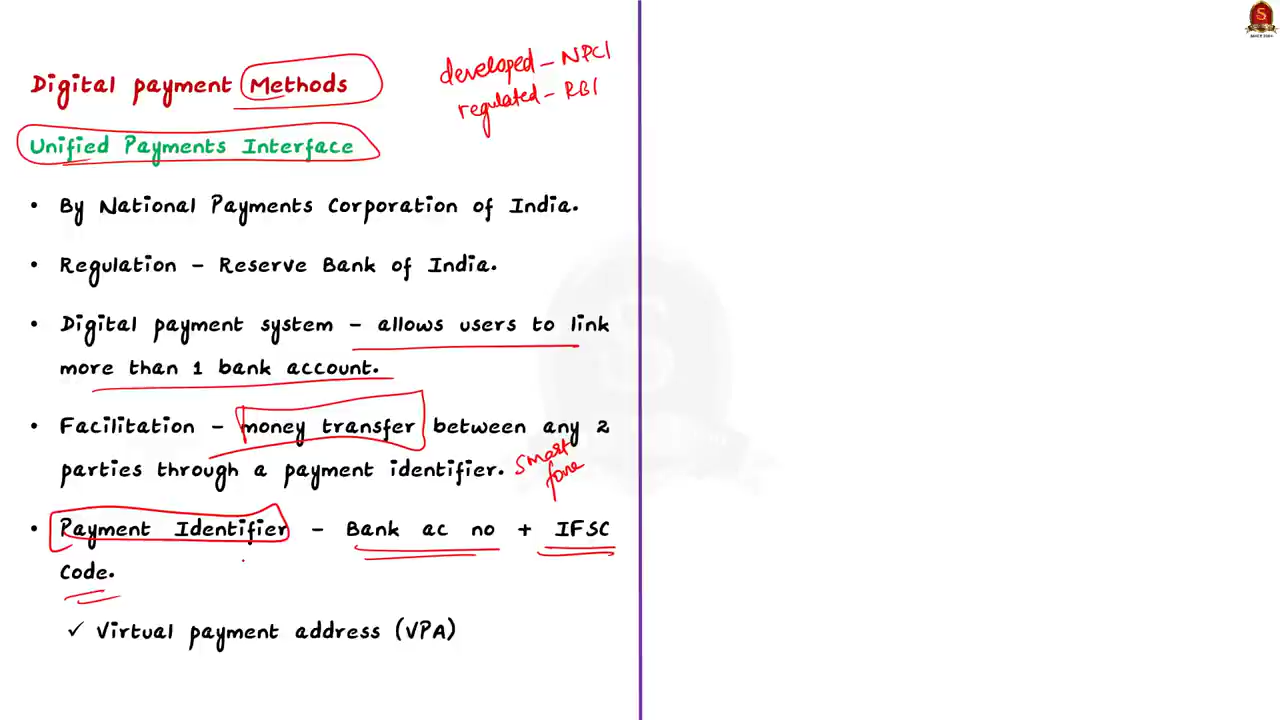 Digital payment Methods
developed - NPCI
regulated - RBI
Unified Payments Interface
• By National Payments Corporation of India.
• Regulation - Reserve Bank of India.
• Digital payment system - allows users to link
more than 1 bank account.
• Facilitation - money transfer between any 2
parties through a payment identifier.
smart
fone
• Payment Identifier - Bank ac no + IFSC
Code.
✓ Virtual payment address (VPA)